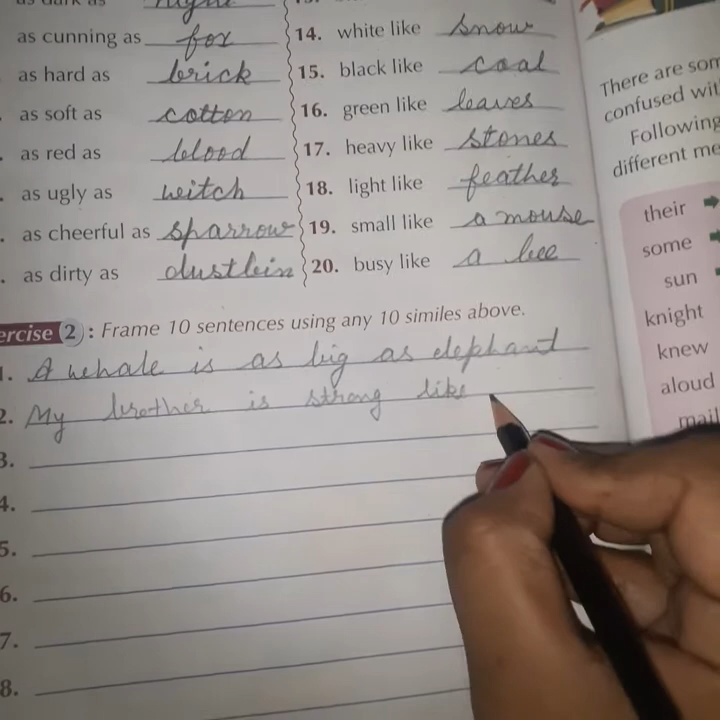 as dark as night
as cunning as fox
as hard as brick
as soft as cotton
as red as blood
as ugly as witch
as cheerful as sparrow
as dirty as dustbin
14. white like snow
15. black like coal
16. green like leaves
17. heavy like stones
18. light like feather
19. small like a mouse
20. busy like a bee
ercise 2 : Frame 10 sentences using any 10 similes above.
1. A whale is as big as elephant
2. My brother is strong like
3.
4.
5.
6.
7.
8.
There are som
confused wit
Following
different me
their
some
sun
knight
knew
aloud
mail